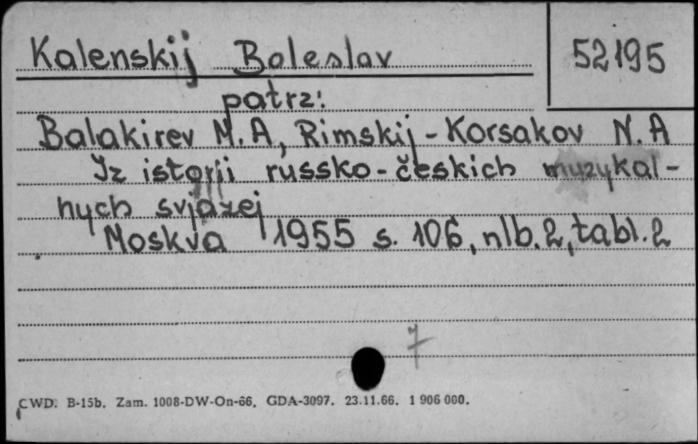 Kalenskij Boleslav
52195
patrz:
Balakirev M.A, Rimskij-Korsakov N.A
Iz istorji russko-českich muzykal-
nych svjazej
Moskva 1955 s. 106, nlb.2, tabl.2
7
CWD. B-15b. Zam. 1008-DW-On-66. GDA-3097. 23.11.66. 1 906 000.